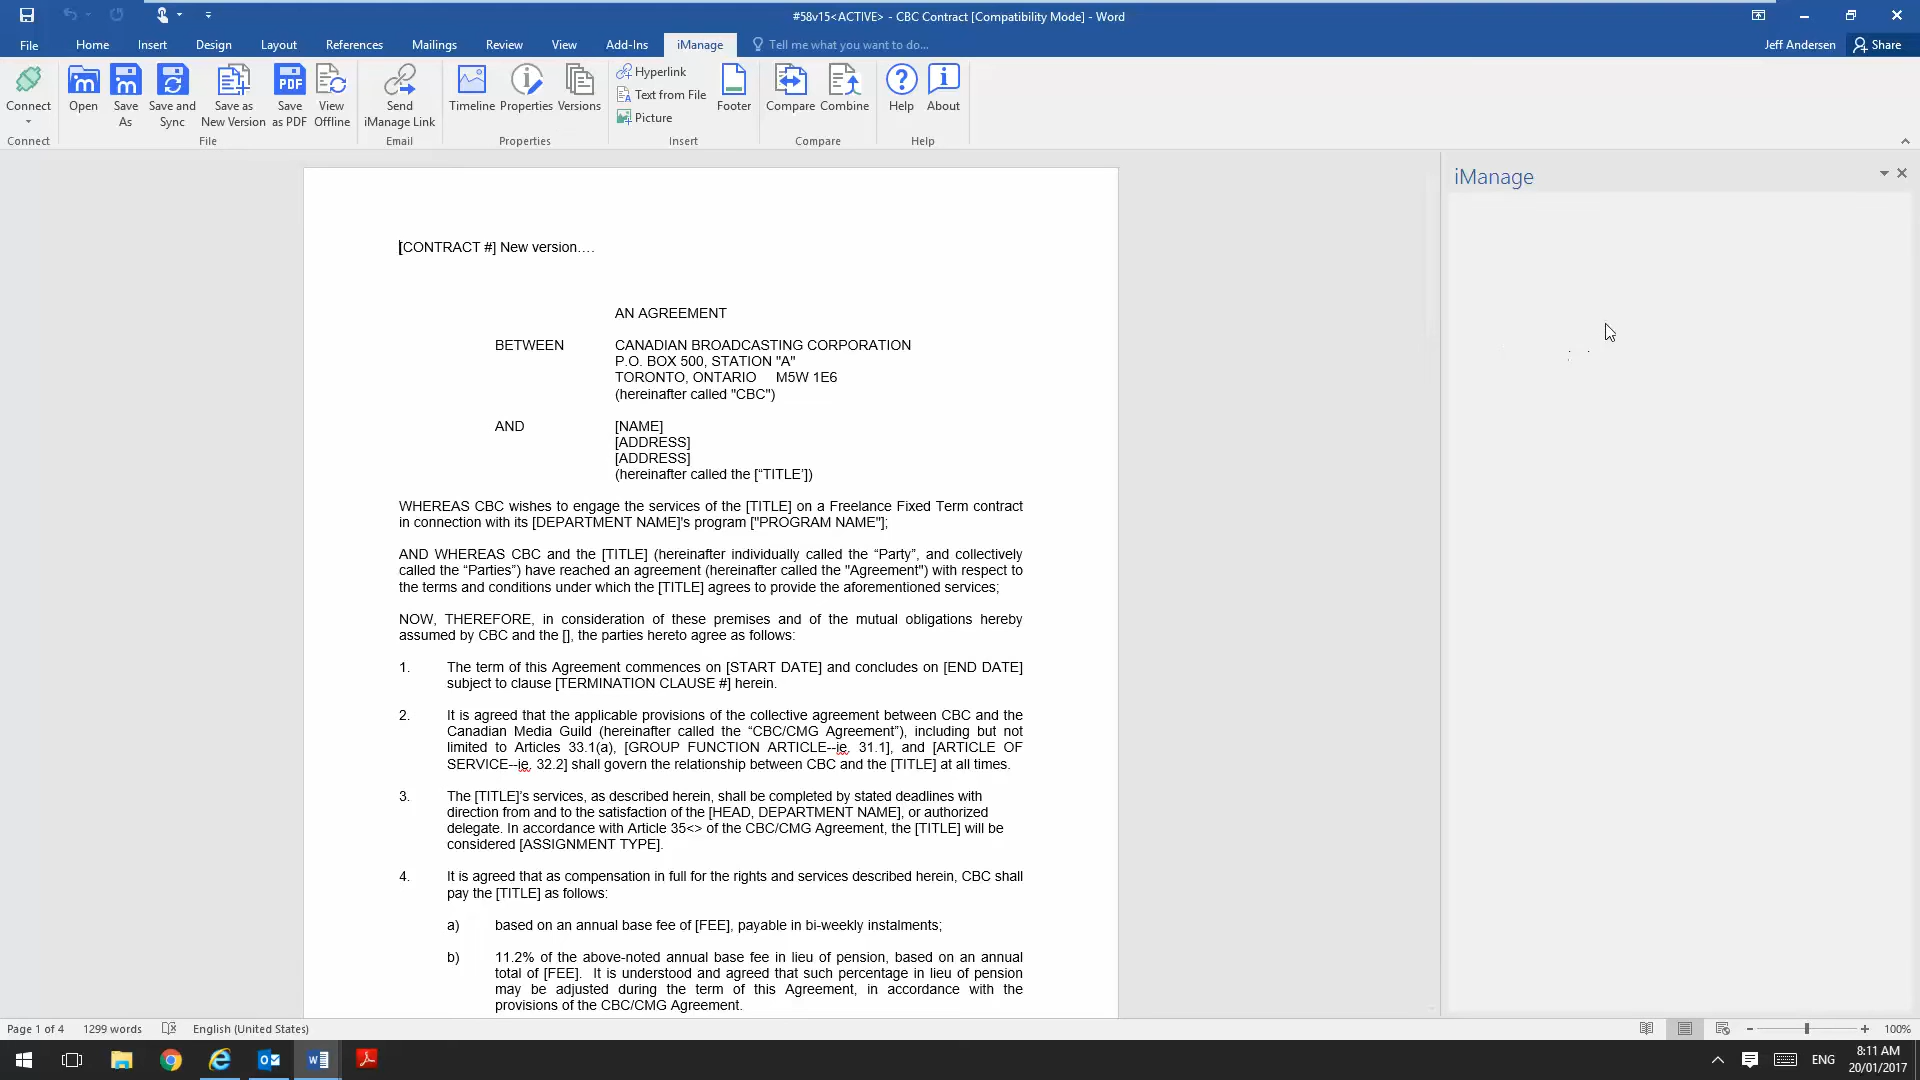 #58v15<ACTIVE> - CBC Contract [Compatibility Mode] - Word
File Home Insert Design Layout References Mailings Review View Add-Ins iManage Tell me what you want to do... Jeff Andersen Share
Connect
Open
Save As
Save and Sync
Save as New Version
Save as PDF
View Offline
Send iManage Link
Timeline
Properties
Versions
Hyperlink
Text from File
Picture
Footer
Compare
Combine
Help
About
Connect File Email Properties Insert Compare Help
iManage
[CONTRACT #] New version....
AN AGREEMENT
BETWEEN CANADIAN BROADCASTING CORPORATION
P.O. BOX 500, STATION "A"
TORONTO, ONTARIO M5W 1E6
(hereinafter called "CBC")
AND [NAME]
[ADDRESS]
[ADDRESS]
(hereinafter called the [“TITLE’])
WHEREAS CBC wishes to engage the services of the [TITLE] on a Freelance Fixed Term contract
in connection with its [DEPARTMENT NAME]'s program ["PROGRAM NAME"];
AND WHEREAS CBC and the [TITLE] (hereinafter individually called the “Party”, and collectively
called the “Parties”) have reached an agreement (hereinafter called the "Agreement") with respect to
the terms and conditions under which the [TITLE] agrees to provide the aforementioned services;
NOW, THEREFORE, in consideration of these premises and of the mutual obligations hereby
assumed by CBC and the [], the parties hereto agree as follows:
1. The term of this Agreement commences on [START DATE] and concludes on [END DATE]
subject to clause [TERMINATION CLAUSE #] herein.
2. It is agreed that the applicable provisions of the collective agreement between CBC and the
Canadian Media Guild (hereinafter called the “CBC/CMG Agreement”), including but not
limited to Articles 33.1(a), [GROUP FUNCTION ARTICLE--ie. 31.1], and [ARTICLE OF
SERVICE--ie. 32.2] shall govern the relationship between CBC and the [TITLE] at all times.
3. The [TITLE]’s services, as described herein, shall be completed by stated deadlines with
direction from and to the satisfaction of the [HEAD, DEPARTMENT NAME], or authorized
delegate. In accordance with Article 35<> of the CBC/CMG Agreement, the [TITLE] will be
considered [ASSIGNMENT TYPE].
4. It is agreed that as compensation in full for the rights and services described herein, CBC shall
pay the [TITLE] as follows:
a) based on an annual base fee of [FEE], payable in bi-weekly instalments;
b) 11.2% of the above-noted annual base fee in lieu of pension, based on an annual
total of [FEE]. It is understood and agreed that such percentage in lieu of pension
may be adjusted during the term of this Agreement, in accordance with the
provisions of the CBC/CMG Agreement.
Page 1 of 4 1299 words English (United States) 100%
ENG
8:11 AM
20/01/2017